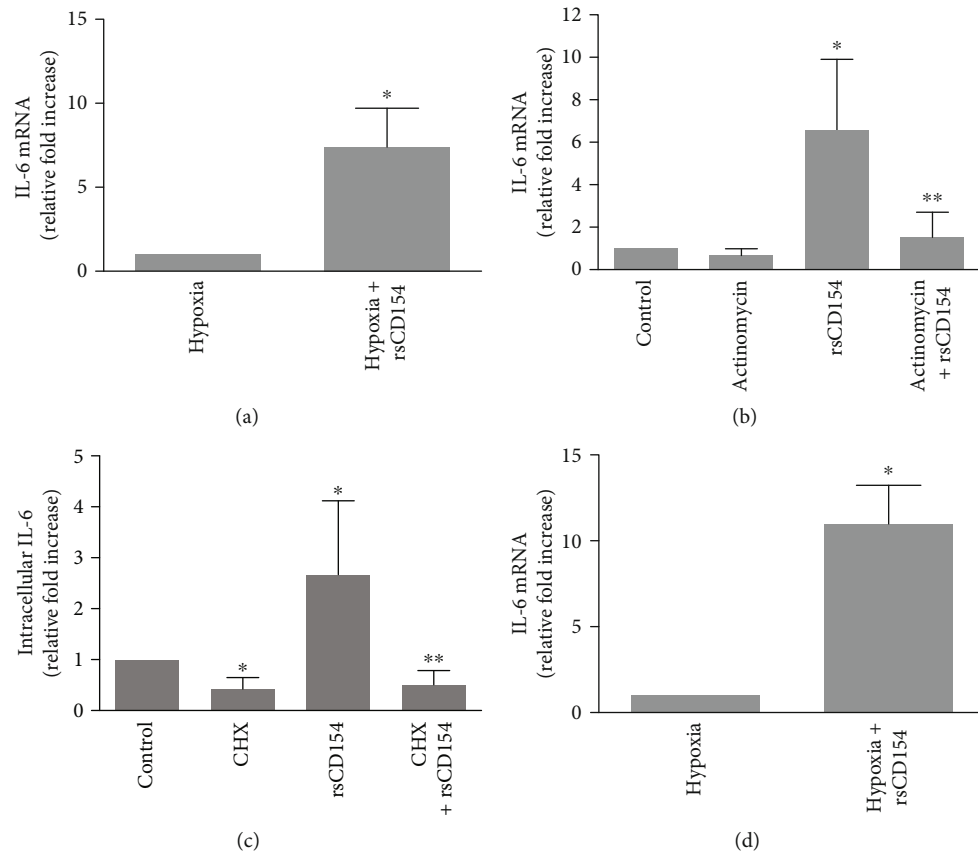 15
10
5
0
IL-6 mRNA
(relative fold increase)
*
Hypoxia
Hypoxia +
rsCD154
(a)
12
10
8
6
4
2
0
IL-6 mRNA
(relative fold increase)
*
**
Control
Actinomycin
rsCD154
Actinomycin
+ rsCD154
(b)
5
4
3
2
1
0
Intracellular IL-6
(relative fold increase)
*
*
**
Control
CHX
rsCD154
CHX
+ rsCD154
(c)
15
10
5
0
IL-6 mRNA
(relative fold increase)
*
Hypoxia
Hypoxia +
rsCD154
(d)